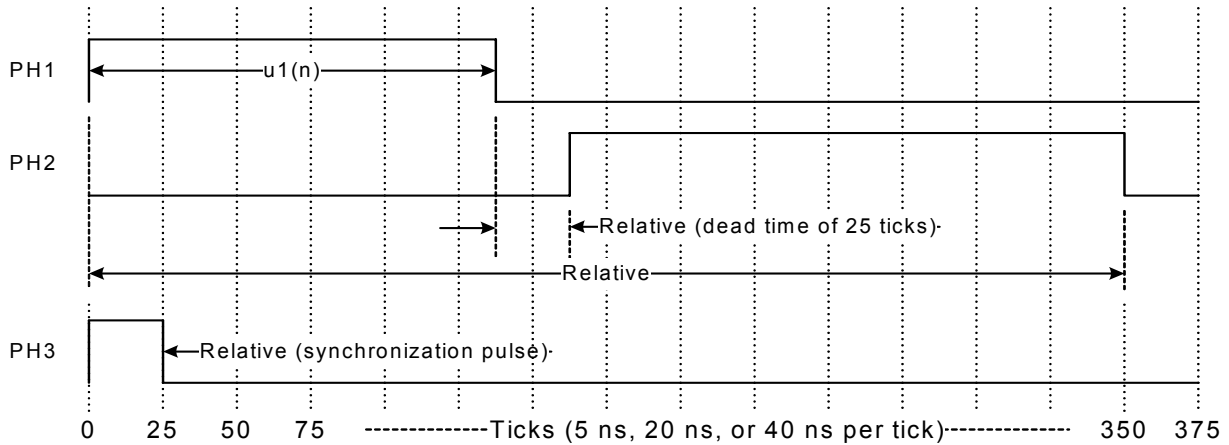 PH1
u1(n)
PH2
Relative (dead time of 25 ticks)
Relative
PH3
Relative (synchronization pulse)
0 25 50 75 Ticks (5 ns, 20 ns, or 40 ns per tick) 350 375